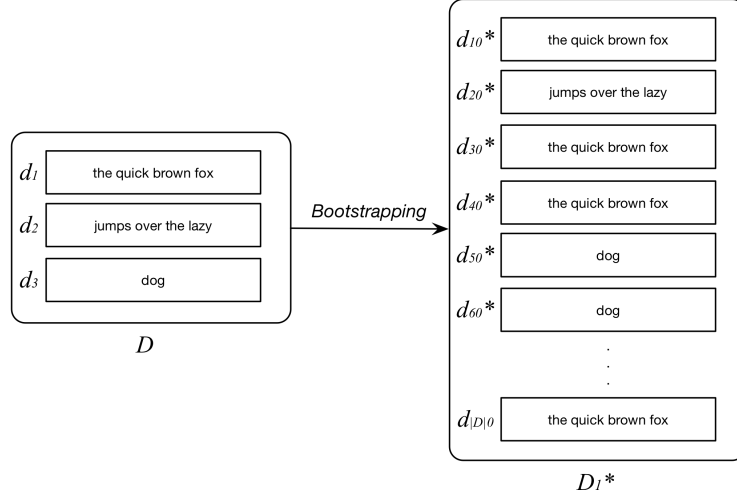 d1 the quick brown fox
d2 jumps over the lazy
d3 dog
D
Bootstrapping
d10* the quick brown fox
d20* jumps over the lazy
d30* the quick brown fox
d40* the quick brown fox
d50* dog
d60* dog
.
.
.
d|D|0 the quick brown fox
D1*